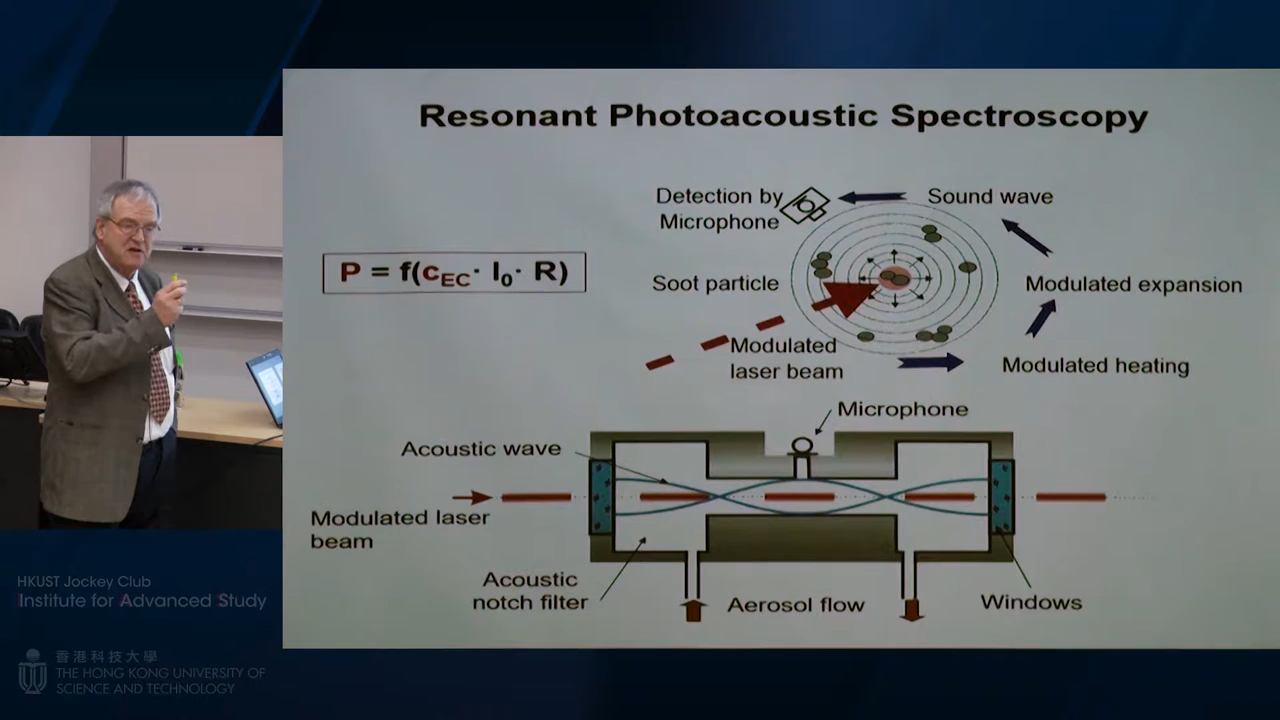 Resonant Photoacoustic Spectroscopy
Detection by
Microphone
Sound wave
P = f(cEC· I0· R)
Soot particle
Modulated expansion
Modulated
laser beam
Modulated heating
Microphone
Acoustic wave
Modulated laser
beam
Acoustic
notch filter
Aerosol flow
Windows
HKUST Jockey Club
Institute for Advanced Study
香港科技大學
THE HONG KONG UNIVERSITY OF
SCIENCE AND TECHNOLOGY